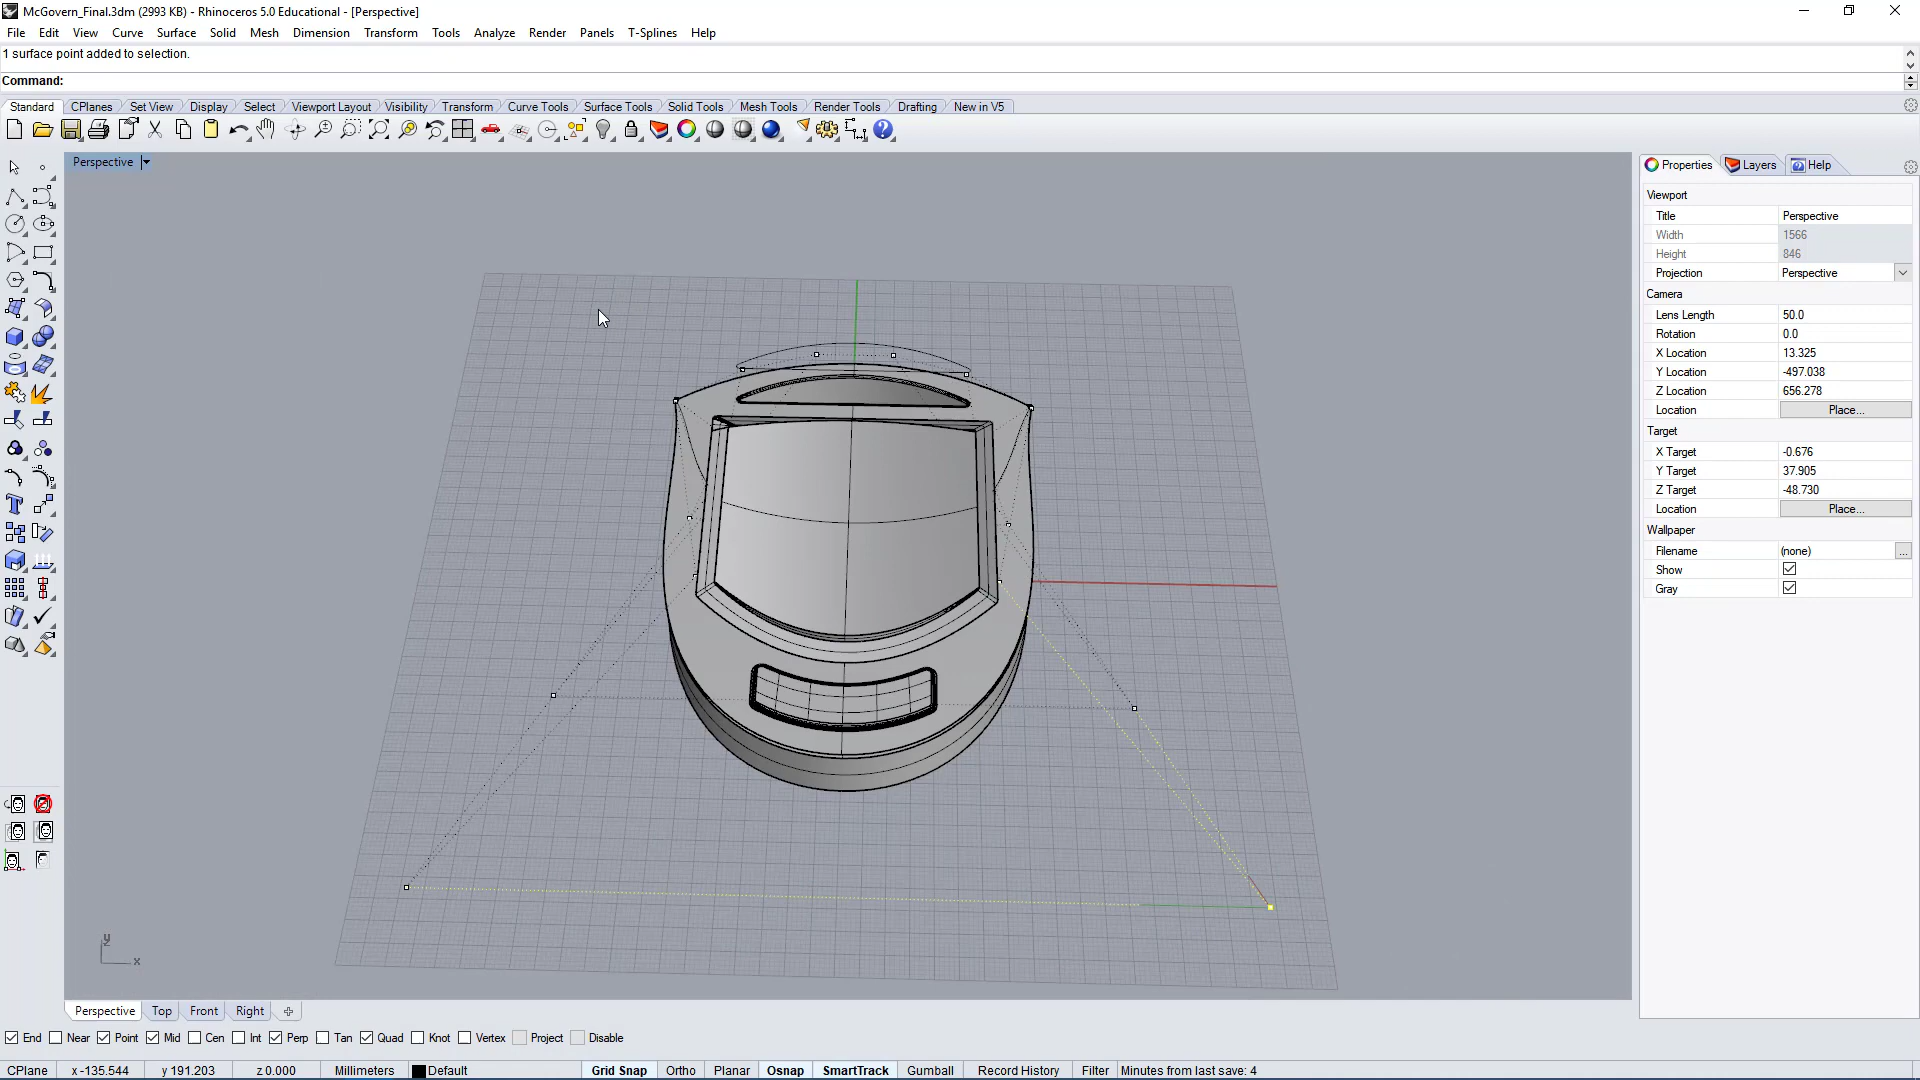 McGovern_Final.3dm (2993 KB) - Rhinoceros 5.0 Educational - [Perspective]
File Edit View Curve Surface Solid Mesh Dimension Transform Tools Analyze Render Panels T-Splines Help
1 surface point added to selection.
Command:
Standard CPlanes Set View Display Select Viewport Layout Visibility Transform Curve Tools Surface Tools Solid Tools Mesh Tools Render Tools Drafting New in V5
Perspective
Properties Layers Help
Viewport
Title Perspective
Width 1566
Height 846
Projection Perspective
Camera
Lens Length 50.0
Rotation 0.0
X Location 13.325
Y Location -497.038
Z Location 656.278
Location Place...
Target
X Target -0.676
Y Target 37.905
Z Target -48.730
Location Place...
Wallpaper
Filename (none) ...
Show
Gray
y
x
Perspective Top Front Right
End Near Point Mid Cen Int Perp Tan Quad Knot Vertex Project Disable
CPlane x -135.544 y 191.203 z 0.000 Millimeters Default Grid Snap Ortho Planar Osnap SmartTrack Gumball Record History Filter Minutes from last save: 4